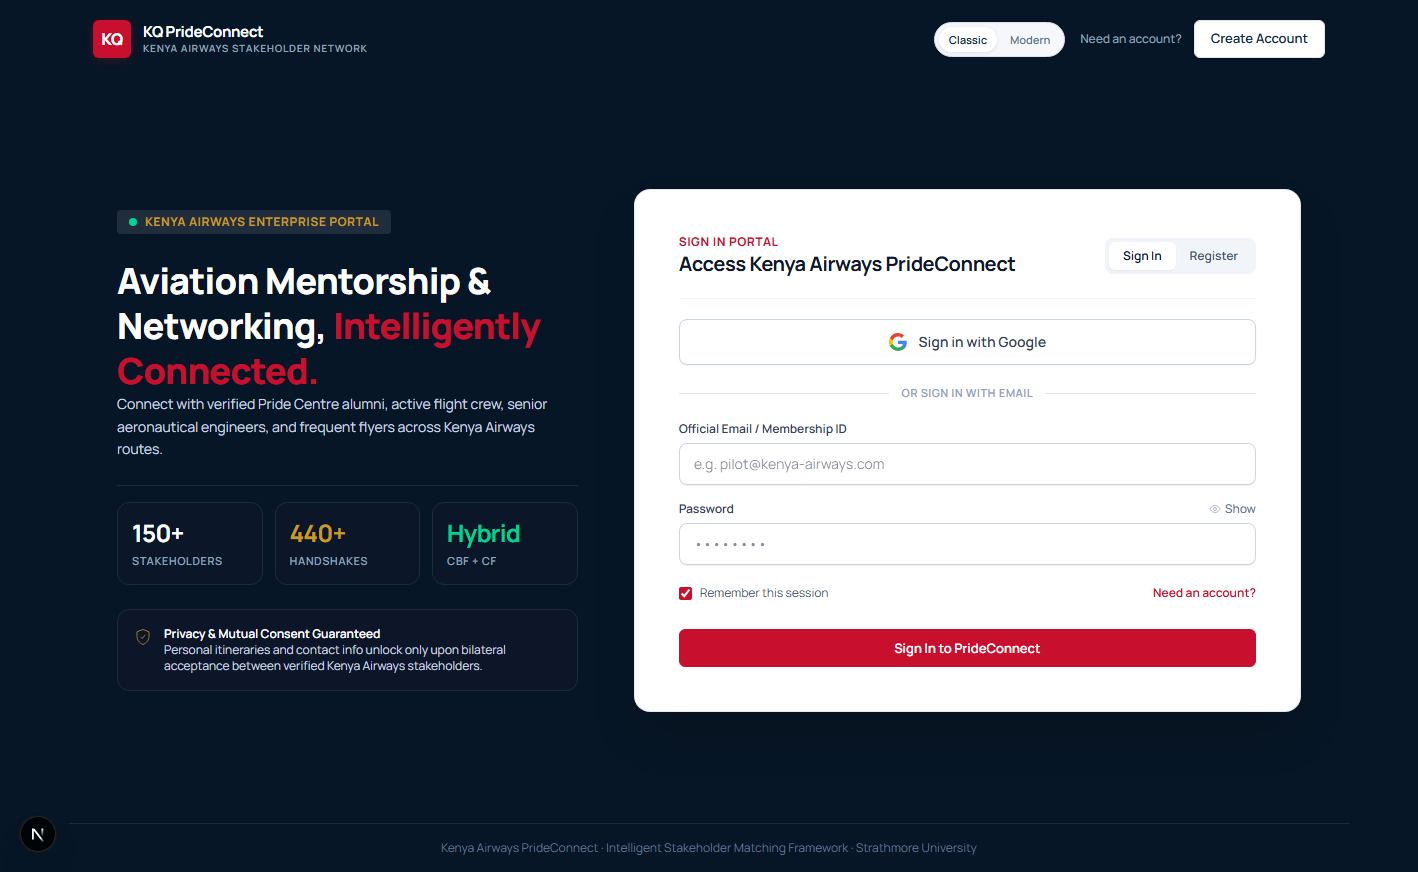 KQ
KQ PrideConnect
KENYA AIRWAYS STAKEHOLDER NETWORK
Classic
Modern
Need an account?
Create Account
KENYA AIRWAYS ENTERPRISE PORTAL
Aviation Mentorship &
Networking, Intelligently
Connected.
Connect with verified Pride Centre alumni, active flight crew, senior
aeronautical engineers, and frequent flyers across Kenya Airways
routes.
150+
STAKEHOLDERS
440+
HANDSHAKES
Hybrid
CBF + CF
Privacy & Mutual Consent Guaranteed
Personal itineraries and contact info unlock only upon bilateral
acceptance between verified Kenya Airways stakeholders.
SIGN IN PORTAL
Access Kenya Airways PrideConnect
Sign In
Register
Sign in with Google
OR SIGN IN WITH EMAIL
Official Email / Membership ID
e.g. pilot@kenya-airways.com
Password
Show
••••••••
Remember this session
Need an account?
Sign In to PrideConnect
N
Kenya Airways PrideConnect · Intelligent Stakeholder Matching Framework · Strathmore University